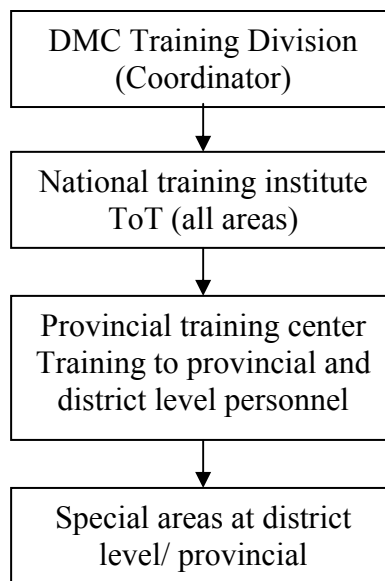 DMC Training Division
(Coordinator)
National training institute
ToT (all areas)
Provincial training center
Training to provincial and
district level personnel
Special areas at district
level/ provincial